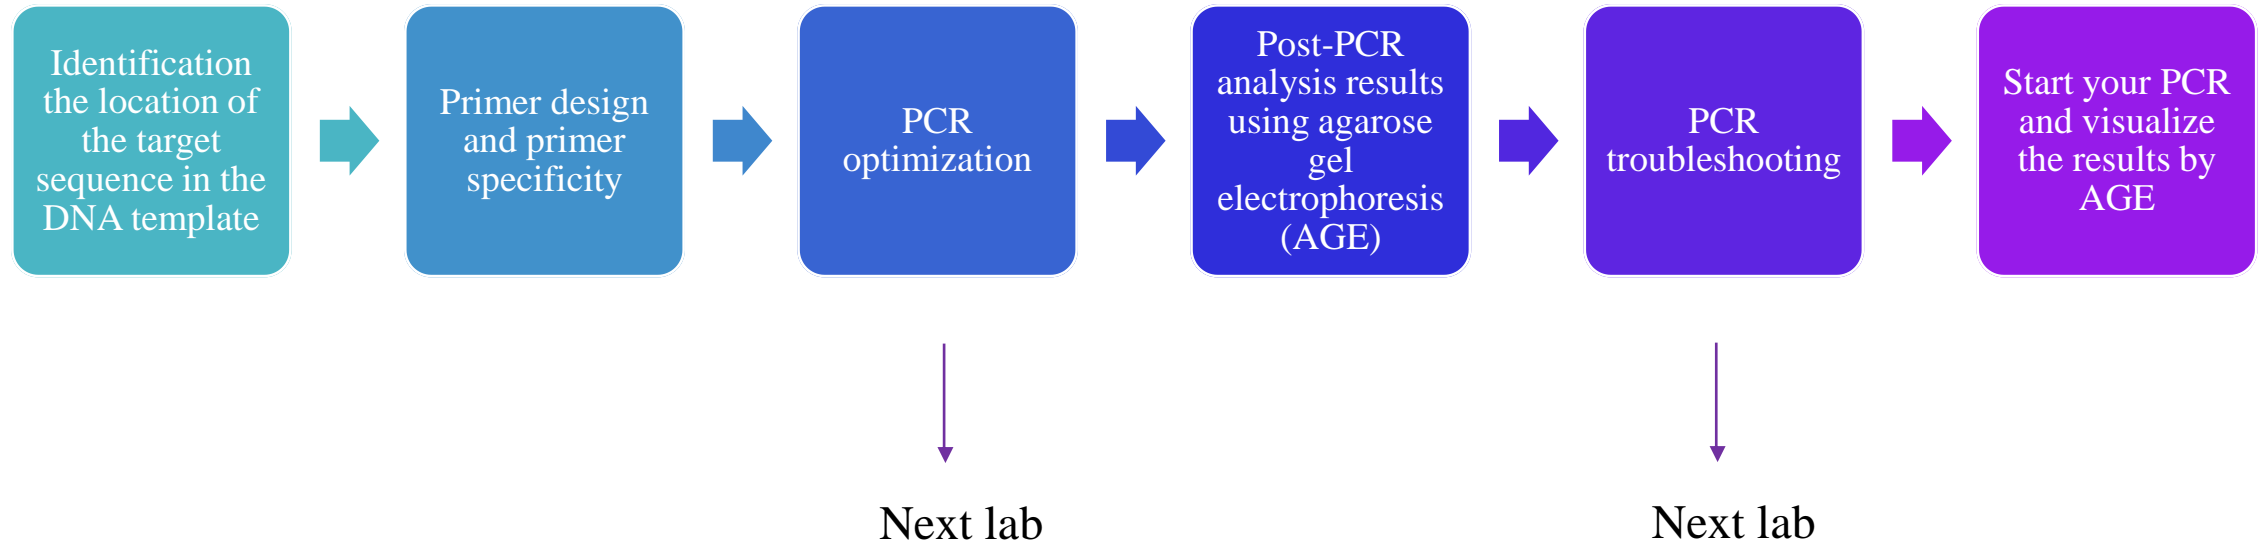 Identification
the location of
the target
sequence in the
DNA template
Primer design
and primer
specificity
PCR
optimization
Post-PCR
analysis results
using agarose
gel
electrophoresis
(AGE)
PCR
troubleshooting
Start your PCR
and visualize
the results by
AGE
Next lab
Next lab